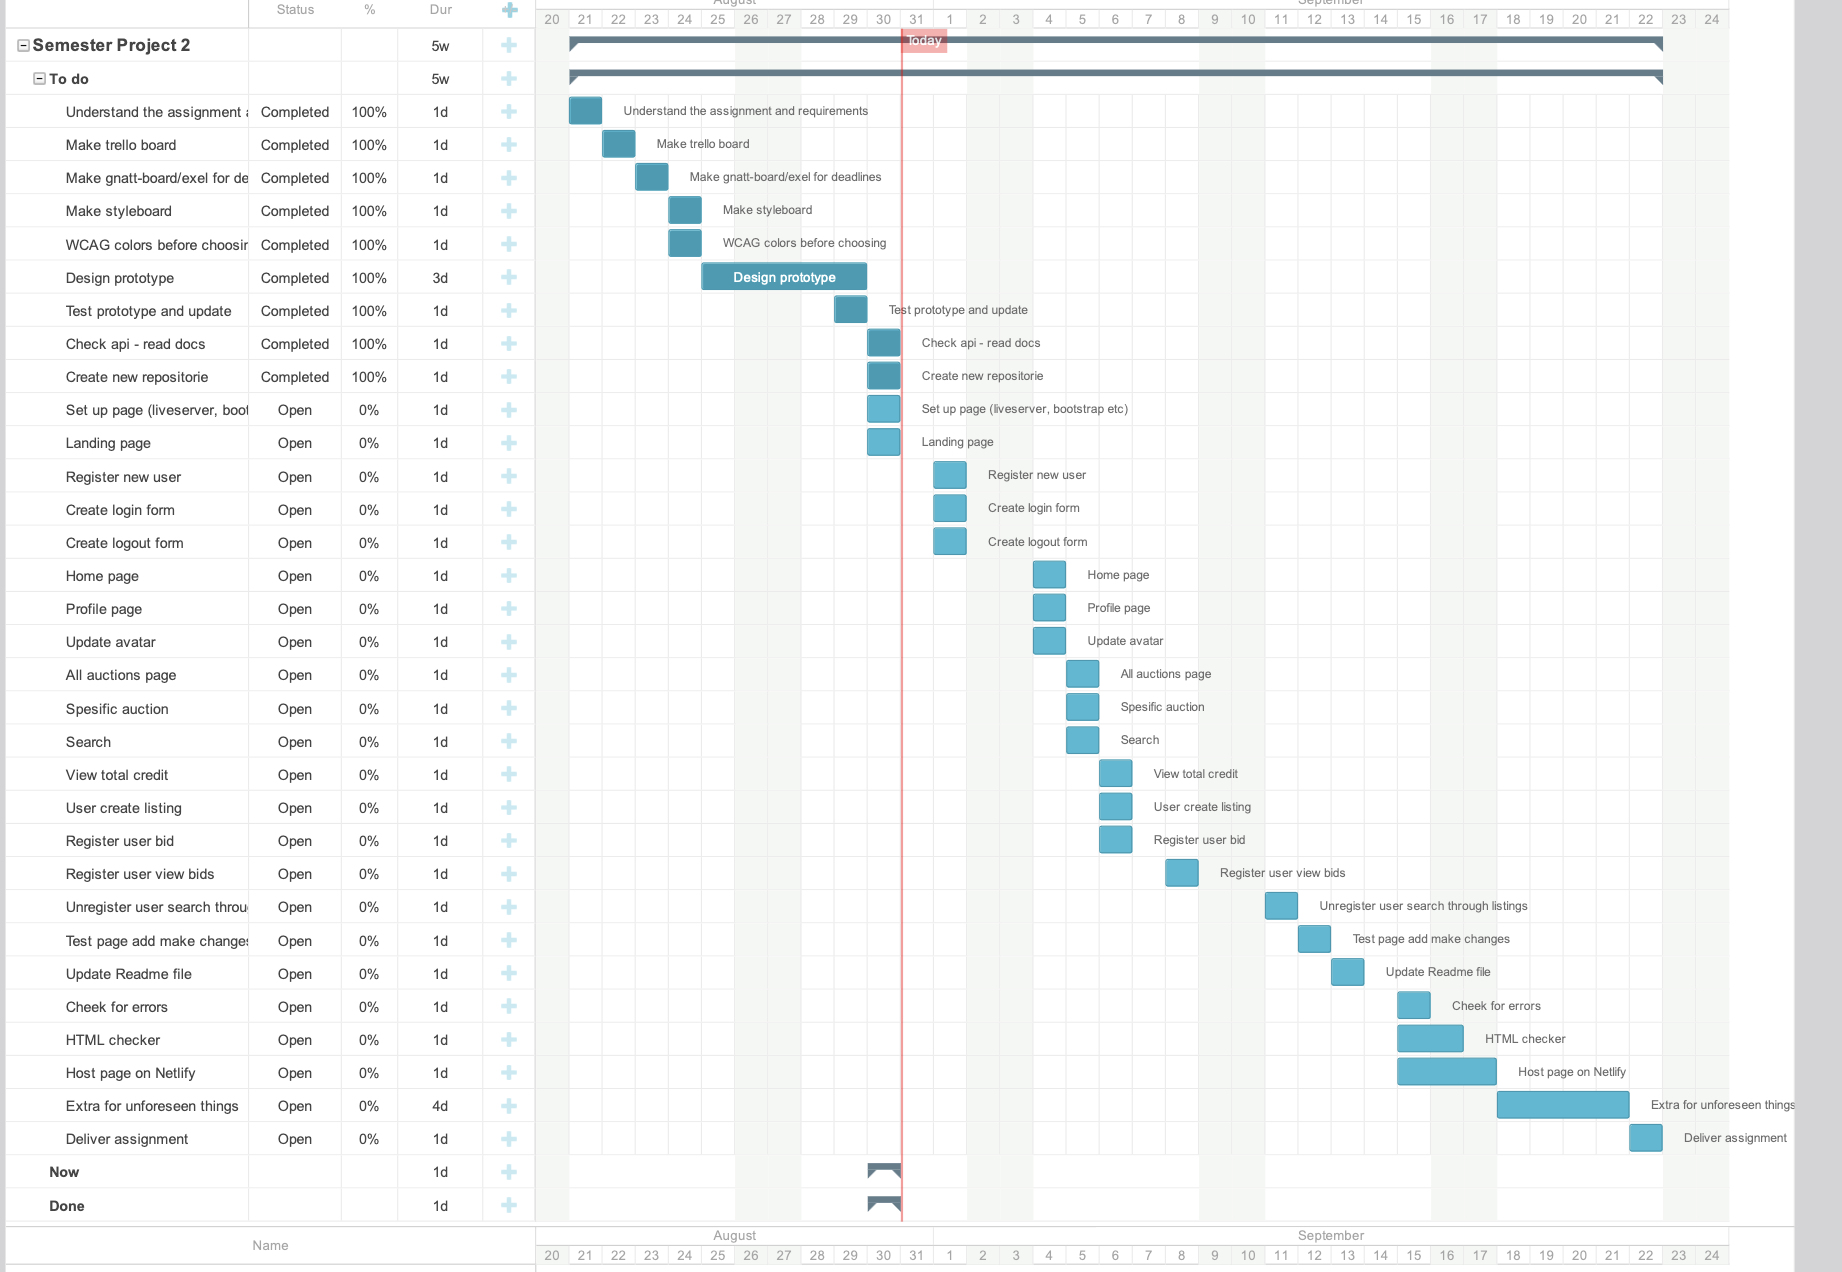 Status % Dur August September
20 21 22 23 24 25 26 27 28 29 30 31 1 2 3 4 5 6 7 8 9 10 11 12 13 14 15 16 17 18 19 20 21 22 23 24
Semester Project 2 5w Today
To do 5w
Understand the assignment Completed 100% 1d Understand the assignment and requirements
Make trello board Completed 100% 1d Make trello board
Make gnatt-board/exel for de Completed 100% 1d Make gnatt-board/exel for deadlines
Make styleboard Completed 100% 1d Make styleboard
WCAG colors before choosir Completed 100% 1d WCAG colors before choosing
Design prototype Completed 100% 3d Design prototype
Test prototype and update Completed 100% 1d Test prototype and update
Check api - read docs Completed 100% 1d Check api - read docs
Create new repositorie Completed 100% 1d Create new repositorie
Set up page (liveserver, boot Open 0% 1d Set up page (liveserver, bootstrap etc)
Landing page Open 0% 1d Landing page
Register new user Open 0% 1d Register new user
Create login form Open 0% 1d Create login form
Create logout form Open 0% 1d Create logout form
Home page Open 0% 1d Home page
Profile page Open 0% 1d Profile page
Update avatar Open 0% 1d Update avatar
All auctions page Open 0% 1d All auctions page
Spesific auction Open 0% 1d Spesific auction
Search Open 0% 1d Search
View total credit Open 0% 1d View total credit
User create listing Open 0% 1d User create listing
Register user bid Open 0% 1d Register user bid
Register user view bids Open 0% 1d Register user view bids
Unregister user search throu Open 0% 1d Unregister user search through listings
Test page add make changes Open 0% 1d Test page add make changes
Update Readme file Open 0% 1d Update Readme file
Cheek for errors Open 0% 1d Cheek for errors
HTML checker Open 0% 1d HTML checker
Host page on Netlify Open 0% 1d Host page on Netlify
Extra for unforeseen things Open 0% 4d Extra for unforeseen things
Deliver assignment Open 0% 1d Deliver assignment
Now 1d
Done 1d
Name August September
20 21 22 23 24 25 26 27 28 29 30 31 1 2 3 4 5 6 7 8 9 10 11 12 13 14 15 16 17 18 19 20 21 22 23 24